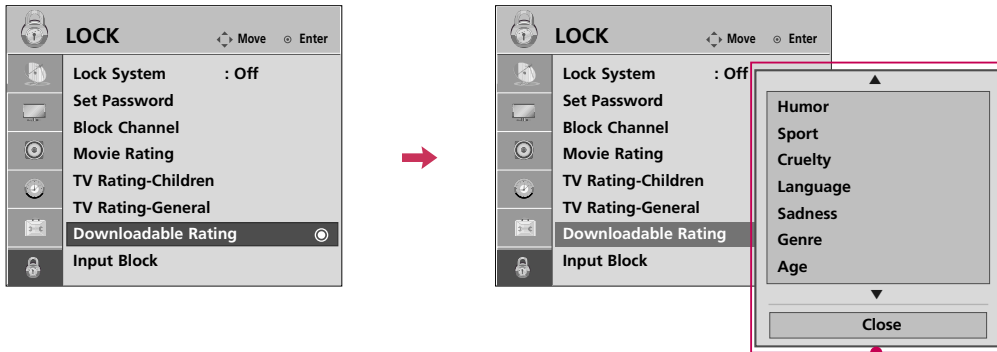 LOCK
Move Enter
Lock System : Off
Set Password
Block Channel
Movie Rating
TV Rating-Children
TV Rating-General
Downloadable Rating
Input Block
LOCK
Move Enter
Lock System : Off
Set Password
Block Channel
Movie Rating
TV Rating-Children
TV Rating-General
Downloadable Rating
Input Block
Humor
Sport
Cruelty
Language
Sadness
Genre
Age
Close